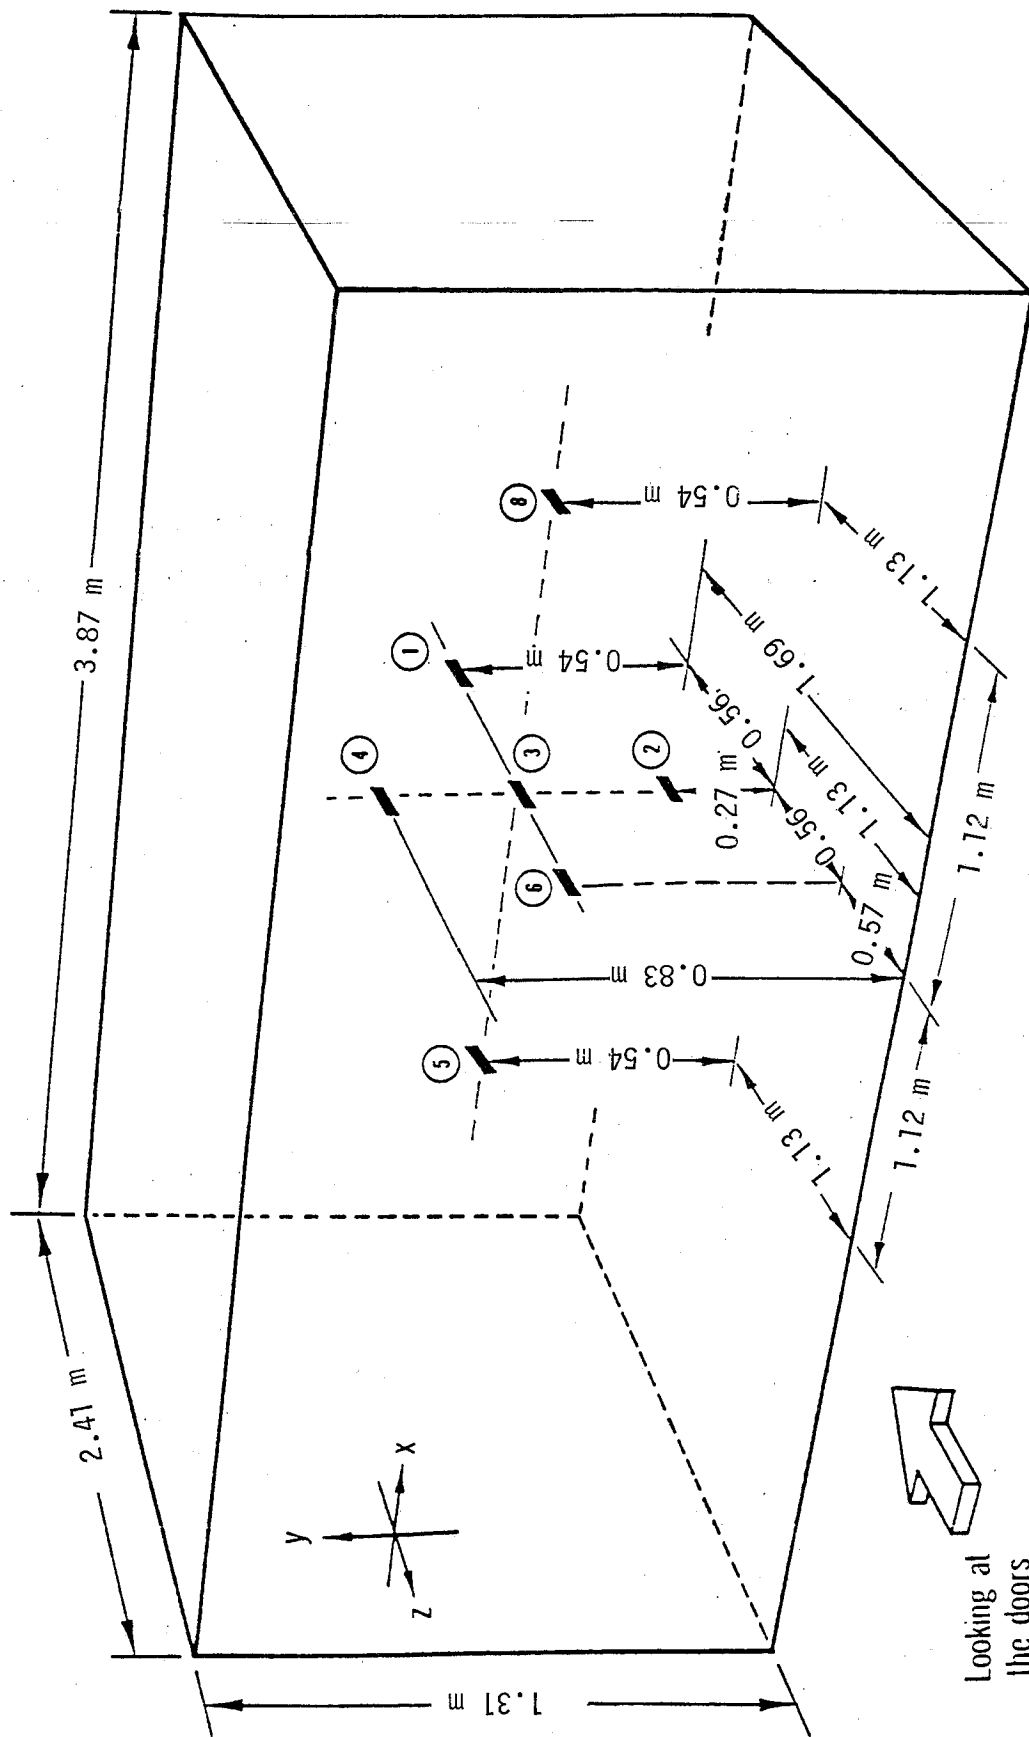 3.87 m
2.41 m
1.31 m
y
x
z
4
1
8
3
2
6
5
0.54 m
0.54 m
0.27 m
0.56
0.56
0.57 m
1.69 m
1.13 m
1.13 m
0.83 m
0.54 m
1.13 m
1.12 m
1.12 m
Looking at
the doors